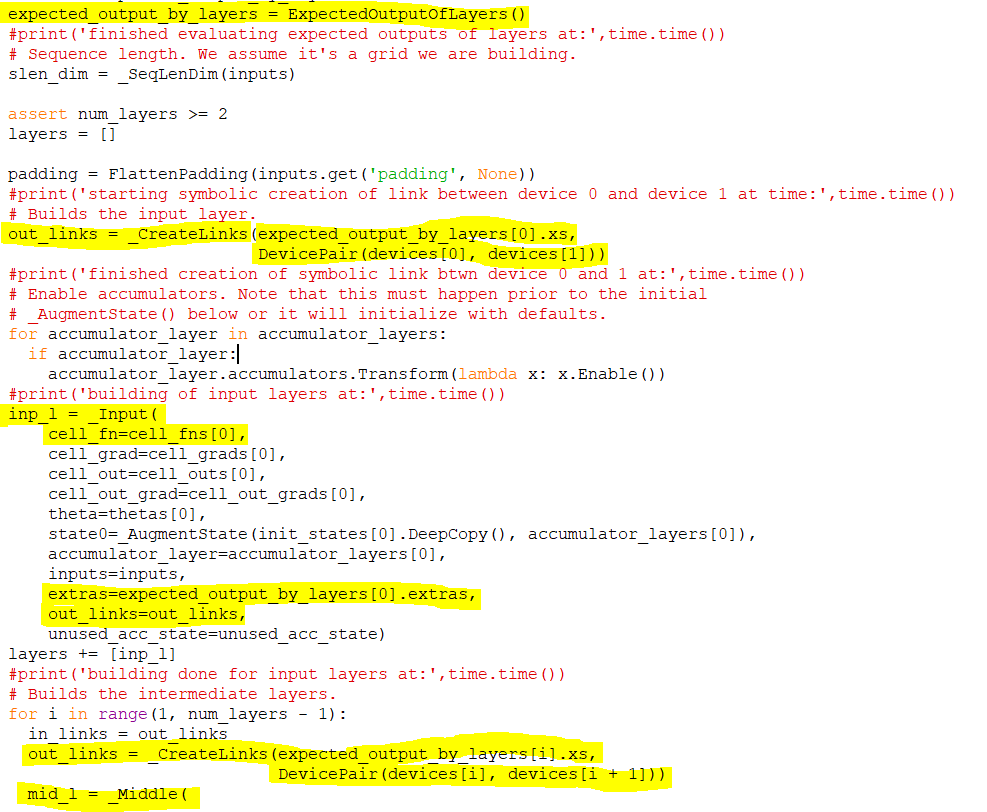 expected_output_by_layers = ExpectedOutputOfLayers()
#print('finished evaluating expected outputs of layers at:',time.time())
# Sequence length. We assume it's a grid we are building.
slen_dim = _SeqLenDim(inputs)
assert num_layers >= 2
layers = []
padding = FlattenPadding(inputs.get('padding', None))
#print('starting symbolic creation of link between device 0 and device 1 at time:',time.time())
# Builds the input layer.
out_links = _CreateLinks(expected_output_by_layers[0].xs,
                         DevicePair(devices[0], devices[1]))
#print('finished creation of symbolic link btwn device 0 and 1 at:',time.time())
# Enable accumulators. Note that this must happen prior to the initial
# _AugmentState() below or it will initialize with defaults.
for accumulator_layer in accumulator_layers:
  if accumulator_layer:
    accumulator_layer.accumulators.Transform(lambda x: x.Enable())
#print('building of input layers at:',time.time())
inp_l = _Input(
    cell_fn=cell_fns[0],
    cell_grad=cell_grads[0],
    cell_out=cell_outs[0],
    cell_out_grad=cell_out_grads[0],
    theta=thetas[0],
    state0=_AugmentState(init_states[0].DeepCopy(), accumulator_layers[0]),
    accumulator_layer=accumulator_layers[0],
    inputs=inputs,
    extras=expected_output_by_layers[0].extras,
    out_links=out_links,
    unused_acc_state=unused_acc_state)
layers += [inp_l]
#print('building done for input layers at:',time.time())
# Builds the intermediate layers.
for i in range(1, num_layers - 1):
  in_links = out_links
  out_links = _CreateLinks(expected_output_by_layers[i].xs,
                           DevicePair(devices[i], devices[i + 1]))
  mid_l = _Middle(